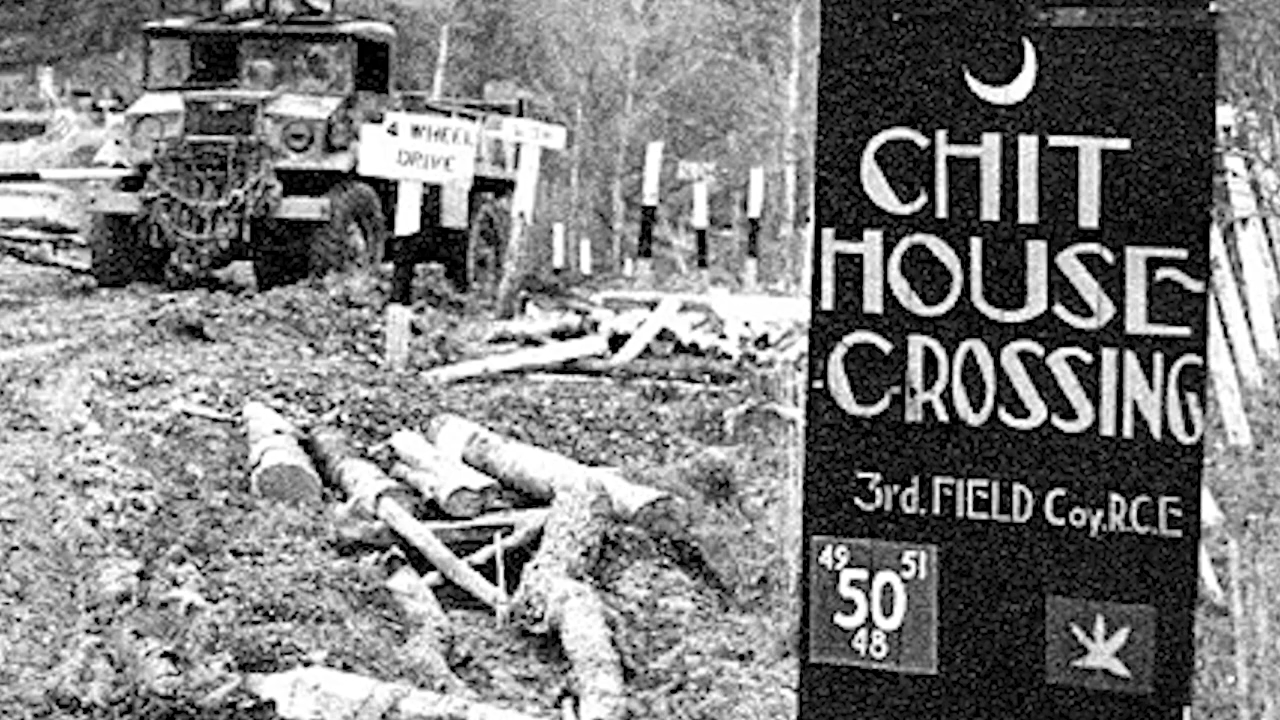 4 WHEEL
DRIVE
CHIT
HOUSE
CROSSING
3rd. FIELD Coy. R.C.E
49 51
50
48